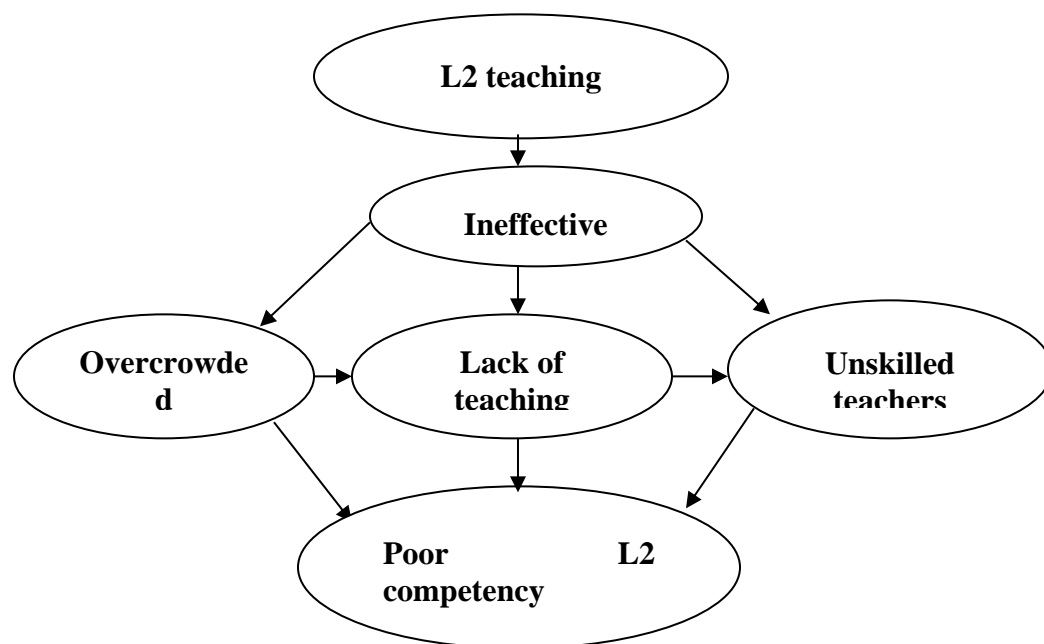 L2 teaching
Ineffective
Overcrowde
d
Lack of
teaching
Unskilled
teachers
Poor L2
competency